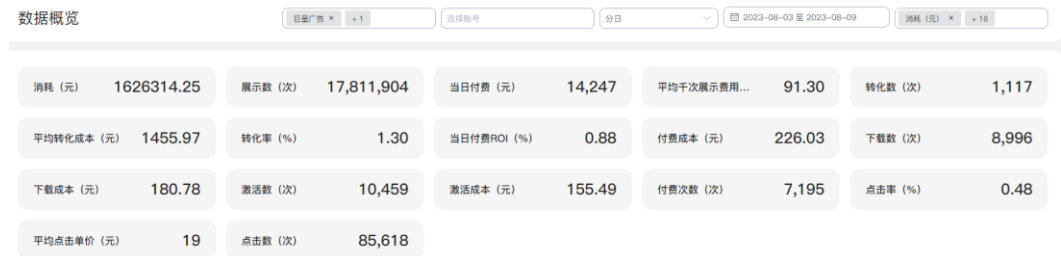 数据概览 巨量广告 × + 1 选择账号 分日 2023-08-03 至 2023-08-09 消耗（元） × + 16
消耗（元） 1626314.25 展示数（次） 17,811,904 当日付费（元） 14,247 平均千次展示费用... 91.30 转化数（次） 1,117
平均转化成本（元） 1455.97 转化率（%） 1.30 当日付费ROI（%） 0.88 付费成本（元） 226.03 下载数（次） 8,996
下载成本（元） 180.78 激活数（次） 10,459 激活成本（元） 155.49 付费次数（次） 7,195 点击率（%） 0.48
平均点击单价（元） 19 点击数（次） 85,618